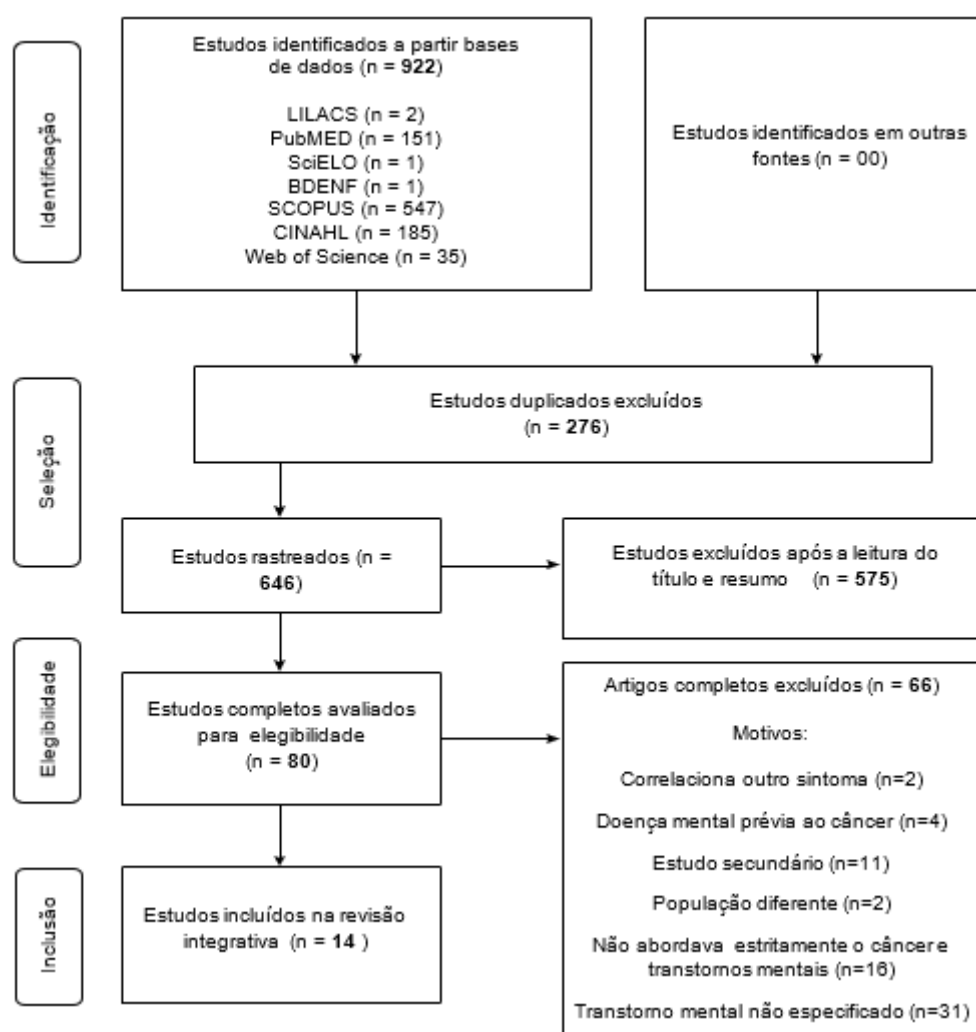 Identificação
Estudos identificados a partir bases
de dados (n = 922)
LILACS (n = 2)
PubMED (n = 151)
SciELO (n = 1)
BDENF (n = 1)
SCOPUS (n = 547)
CINAHL (n = 185)
Web of Science (n = 35)
Estudos identificados em outras
fontes (n = 00)
Seleção
Estudos duplicados excluídos
(n = 276)
Estudos rastreados (n =
646)
Estudos excluídos após a leitura do
título e resumo (n = 575)
Elegibilidade
Estudos completos avaliados
para elegibilidade
(n = 80)
Artigos completos excluídos (n = 66)
Motivos:
Correlaciona outro sintoma (n=2)
Doença mental prévia ao câncer (n=4)
Estudo secundário (n=11)
População diferente (n=2)
Não abordava estritamente o câncer e
transtornos mentais (n=16)
Transtorno mental não especificado (n=31)
Inclusão
Estudos incluídos na revisão
integrativa (n = 14 )